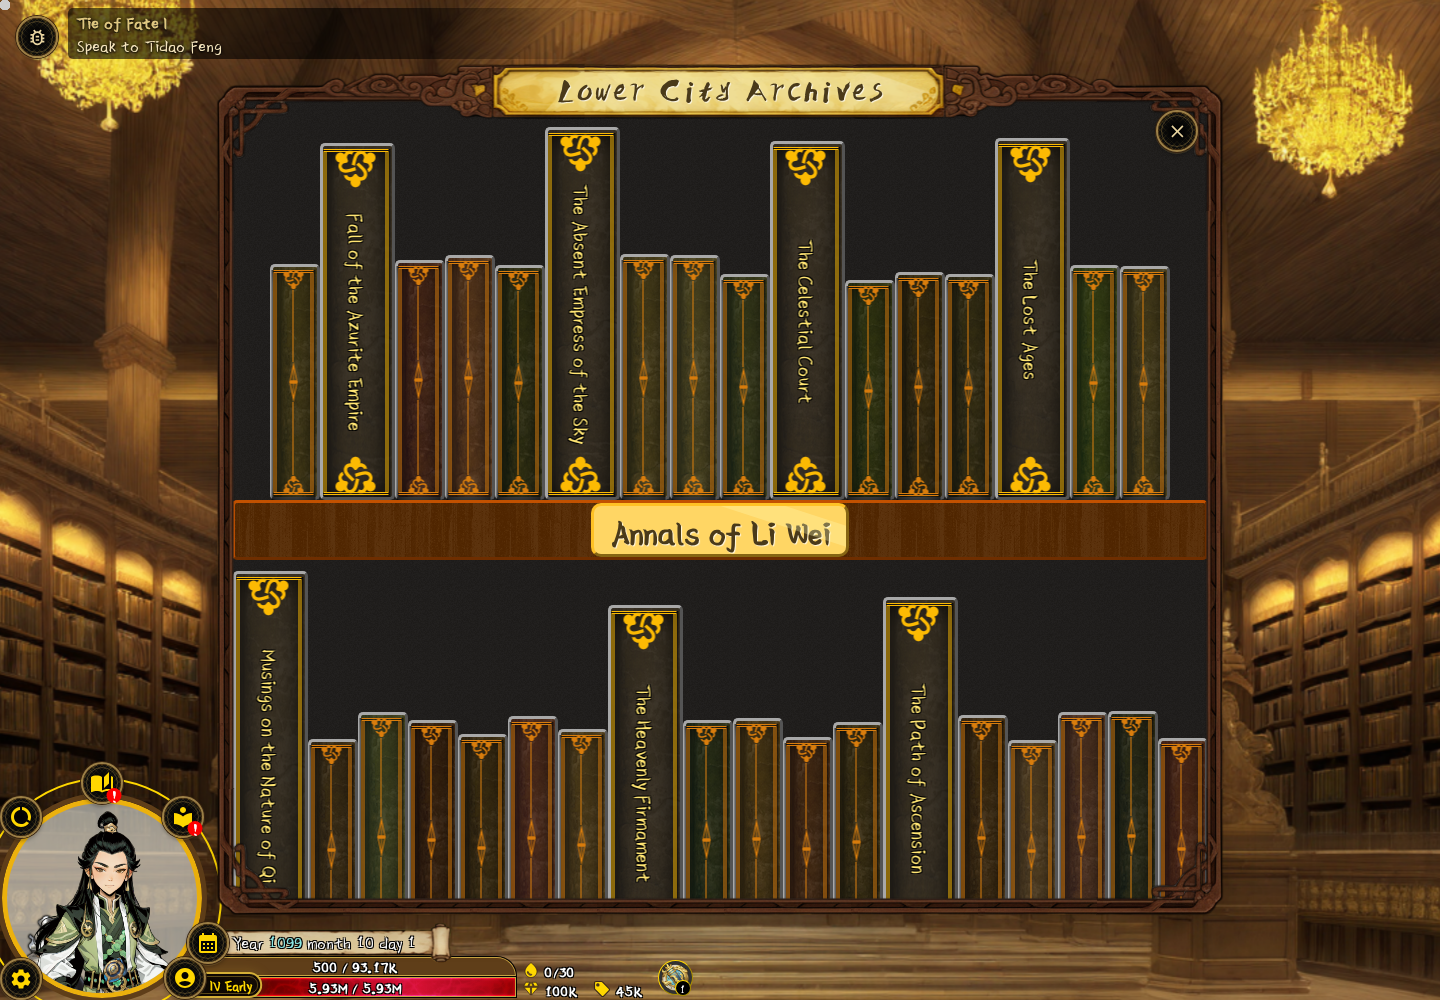 Tie of Fate I
Speak to Tidao Feng
Lower City Archives
Fall of the Azurite Empire
The Absent Empress of the Sky
The Celestial Court
The Lost Ages
Annals of Li Wei
Musings on the Nature of Qi
The Heavenly Firmament
The Path of Ascension
Year 1099 month 10 day 1
500 / 93.17K
IV Early
5.93M / 5.93M
0/30
100K
45K
1